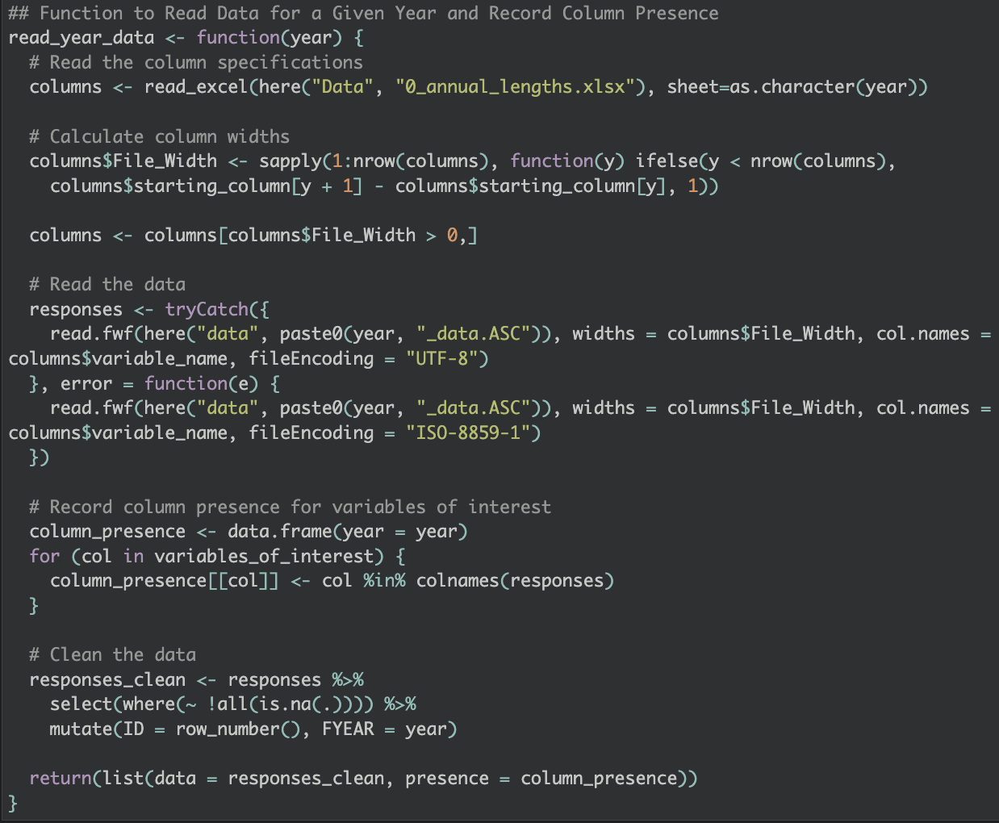 ## Function to Read Data for a Given Year and Record Column Presence
read_year_data <- function(year) {
  # Read the column specifications
  columns <- read_excel(here("Data", "0_annual_lengths.xlsx"), sheet=as.character(year))

  # Calculate column widths
  columns$File_Width <- sapply(1:nrow(columns), function(y) ifelse(y < nrow(columns),
    columns$starting_column[y + 1] - columns$starting_column[y], 1))

  columns <- columns[columns$File_Width > 0,]

  # Read the data
  responses <- tryCatch({
    read.fwf(here("data", paste0(year, "_data.ASC")), widths = columns$File_Width, col.names =
columns$variable_name, fileEncoding = "UTF-8")
  }, error = function(e) {
    read.fwf(here("data", paste0(year, "_data.ASC")), widths = columns$File_Width, col.names =
columns$variable_name, fileEncoding = "ISO-8859-1")
  })

  # Record column presence for variables of interest
  column_presence <- data.frame(year = year)
  for (col in variables_of_interest) {
    column_presence[[col]] <- col %in% colnames(responses)
  }

  # Clean the data
  responses_clean <- responses %>%
    select(where(~ !all(is.na(.)))) %>%
    mutate(ID = row_number(), FYEAR = year)

  return(list(data = responses_clean, presence = column_presence))
}